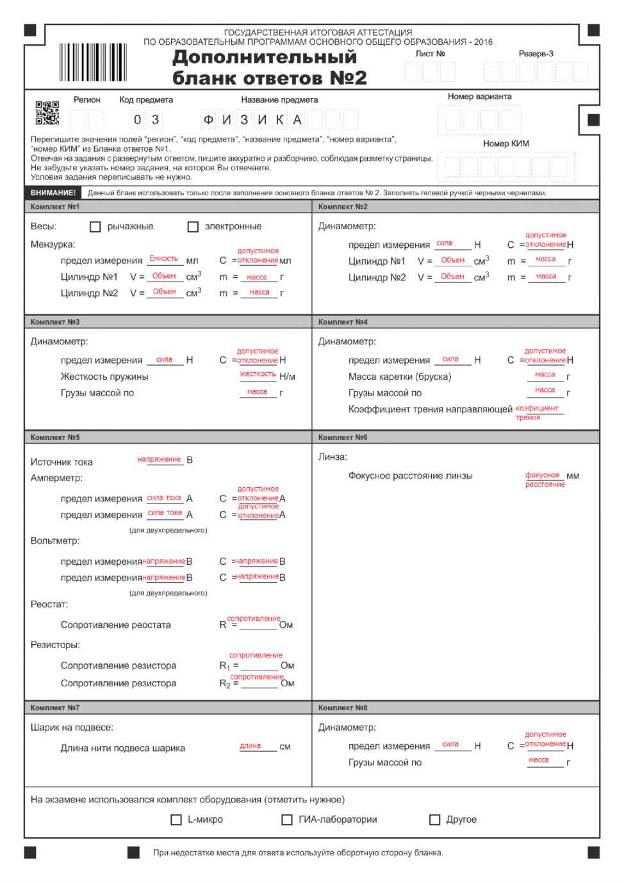 ГОСУДАРСТВЕННАЯ ИТОГОВАЯ АТТЕСТАЦИЯ
ПО ОБРАЗОВАТЕЛЬНЫМ ПРОГРАММАМ ОСНОВНОГО ОБЩЕГО ОБРАЗОВАНИЯ - 2016
Дополнительный
бланк ответов №2
Лист № Резерв-3
Регион Код предмета Название предмета Номер варианта
0 3 Ф И З И К А
Перепишите значения полей "регион", "код предмета", "название предмета", "номер варианта",
"номер КИМ" из Бланка ответов №1.
Номер КИМ
Отвечая на задания с развернутым ответом, пишите аккуратно и разборчиво, соблюдая разметку страницы.
Не забудьте указать номер задания, на которое Вы отвечаете.
Условия задания переписывать не нужно.
ВНИМАНИЕ! Данный бланк использовать только после заполнения основного бланка ответов № 2. Заполнять гелевой ручкой черными чернилами.
Комплект №1
Весы: рычажные электронные
Мензурка:
предел измерения Емкость мл C = допустимое отклонение мл
Цилиндр №1 V = Объем см³ m = масса г
Цилиндр №2 V = Объем см³ m = масса г
Комплект №2
Динамометр:
предел измерения сила Н C = допустимое отклонение Н
Цилиндр №1 V = Объем см³ m = масса г
Цилиндр №2 V = Объем см³ m = масса г
Комплект №3
Динамометр:
предел измерения сила Н C = допустимое отклонение Н
Жесткость пружины жесткость Н/м
Грузы массой по масса г
Комплект №4
Динамометр:
предел измерения сила Н C = допустимое отклонение Н
Масса каретки (бруска) масса г
Грузы массой по масса г
Коэффициент трения направляющей коэфициент трения
Комплект №5
Источник тока напряжение В
Амперметр:
предел измерения сила тока А C = допустимое отклонение А
предел измерения сила тока А C = допустимое отклонение А
(для двухпредельного)
Вольтметр:
предел измерения напряжение В C = напряжение В
предел измерения напряжение В C = напряжение В
(для двухпредельного)
Реостат:
Сопротивление реостата R = сопротивление Ом
Резисторы:
Сопротивление резистора R₁ = сопротивление Ом
Сопротивление резистора R₂ = сопротивление Ом
Комплект №6
Линза:
Фокусное расстояние линзы фокусное расстояние мм
Комплект №7
Шарик на подвесе:
Длина нити подвеса шарика длина см
Комплект №8
Динамометр:
предел измерения сила Н C = допустимое отклонение Н
Грузы массой по масса г
На экзамене использовался комплект оборудования (отметить нужное)
L-микро ГИА-лаборатории Другое
При недостатке места для ответа используйте оборотную сторону бланка.